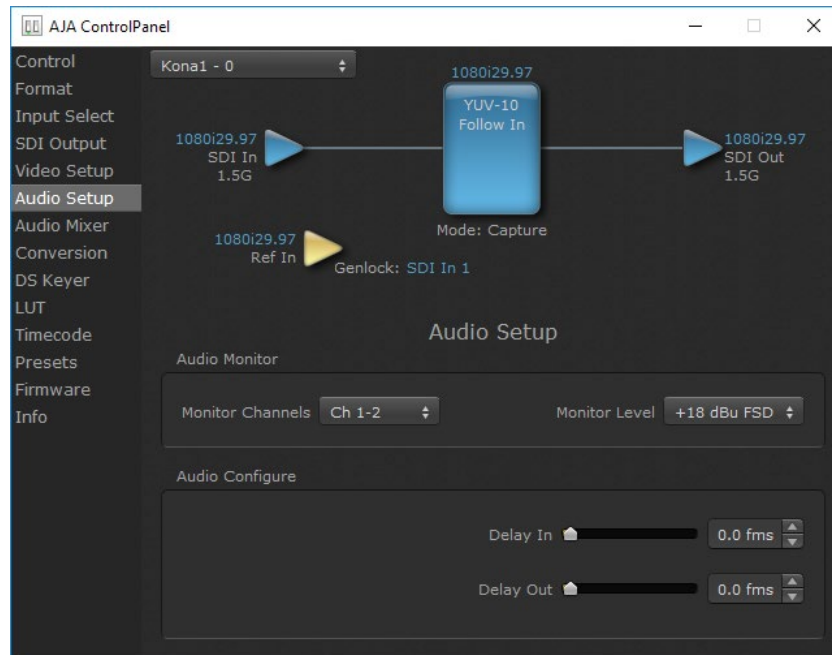 AJA ControlPanel
Control
Format
Input Select
SDI Output
Video Setup
Audio Setup
Audio Mixer
Conversion
DS Keyer
LUT
Timecode
Presets
Firmware
Info
Kona1 - 0
1080i29.97
YUV-10
Follow In
1080i29.97
SDI In
1.5G
1080i29.97
SDI Out
1.5G
Mode: Capture
1080i29.97
Ref In
Genlock: SDI In 1
Audio Setup
Audio Monitor
Monitor Channels Ch 1-2 Monitor Level +18 dBu FSD
Audio Configure
Delay In 0.0 fms
Delay Out 0.0 fms